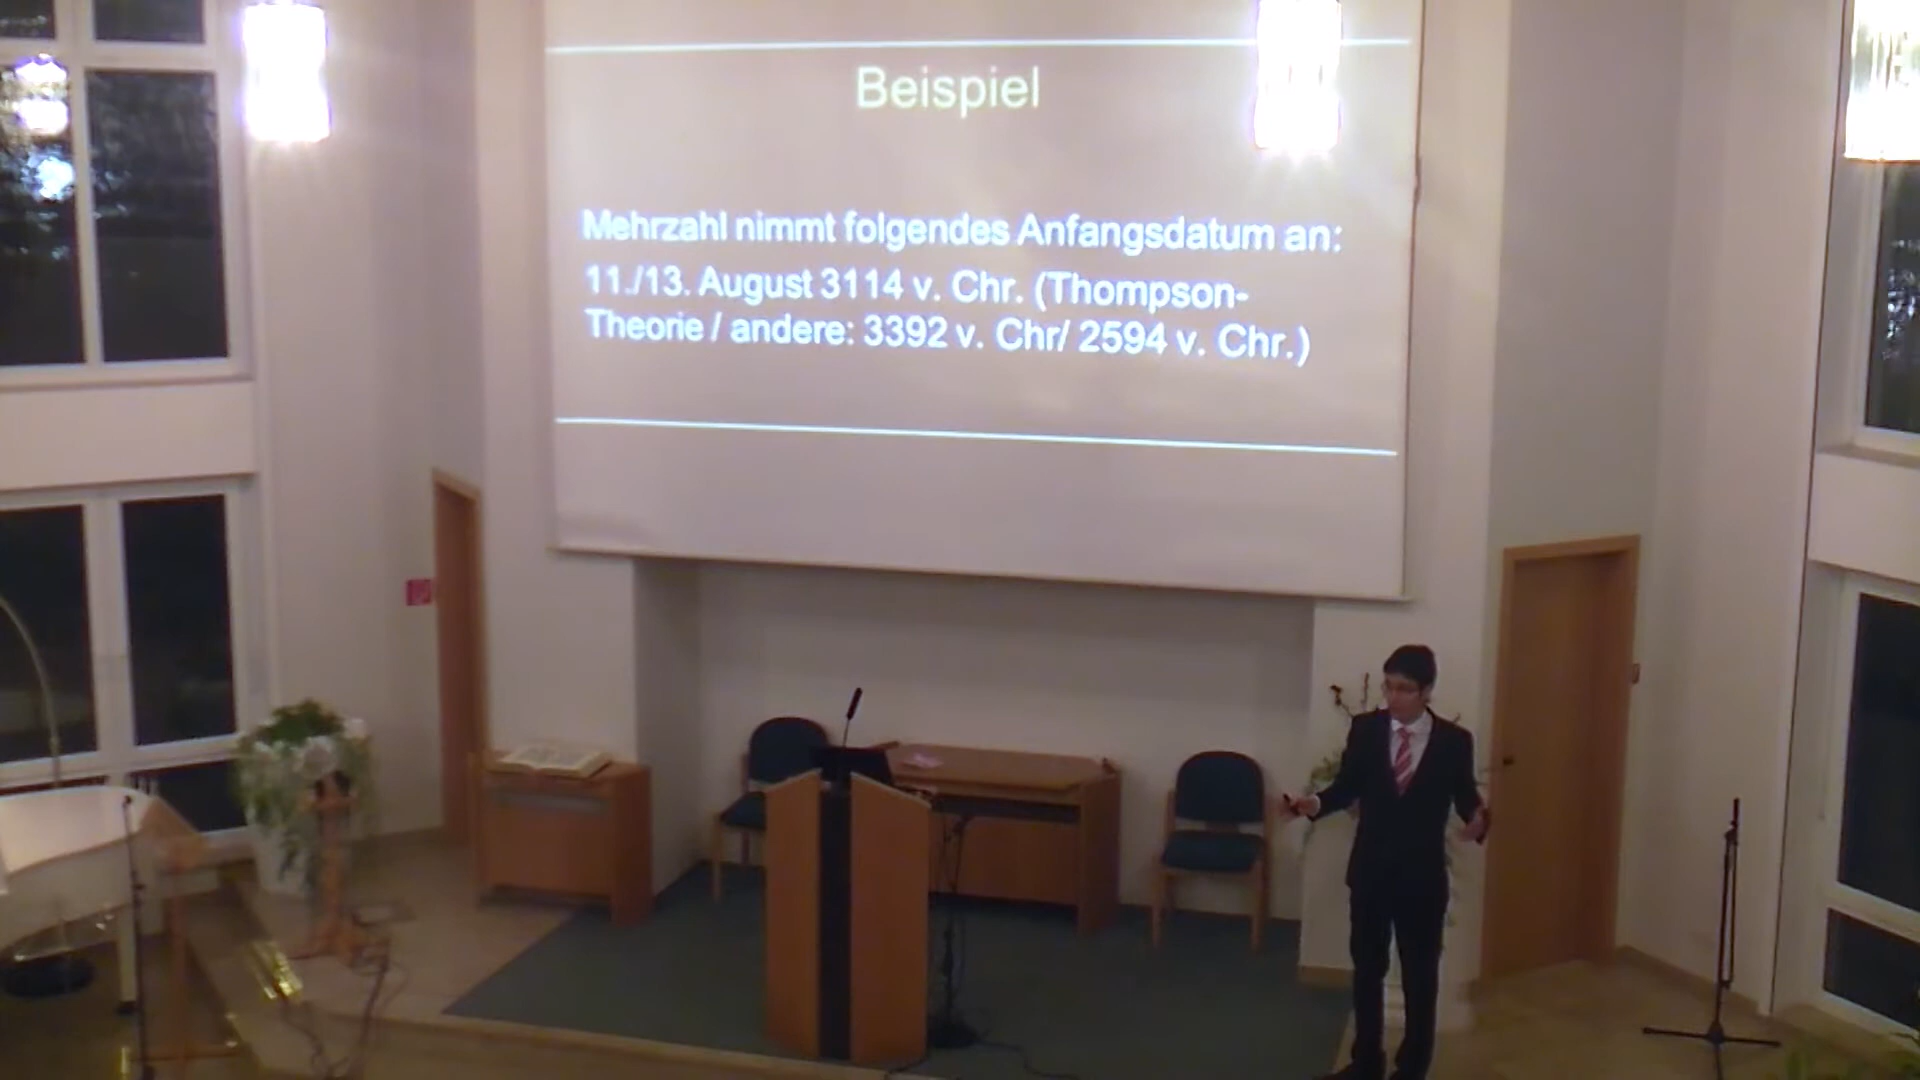 Beispiel
Mehrzahl nimmt folgendes Anfangsdatum an:
11./13. August 3114 v. Chr. (Thompson-
Theorie / andere: 3392 v. Chr/ 2594 v. Chr.)